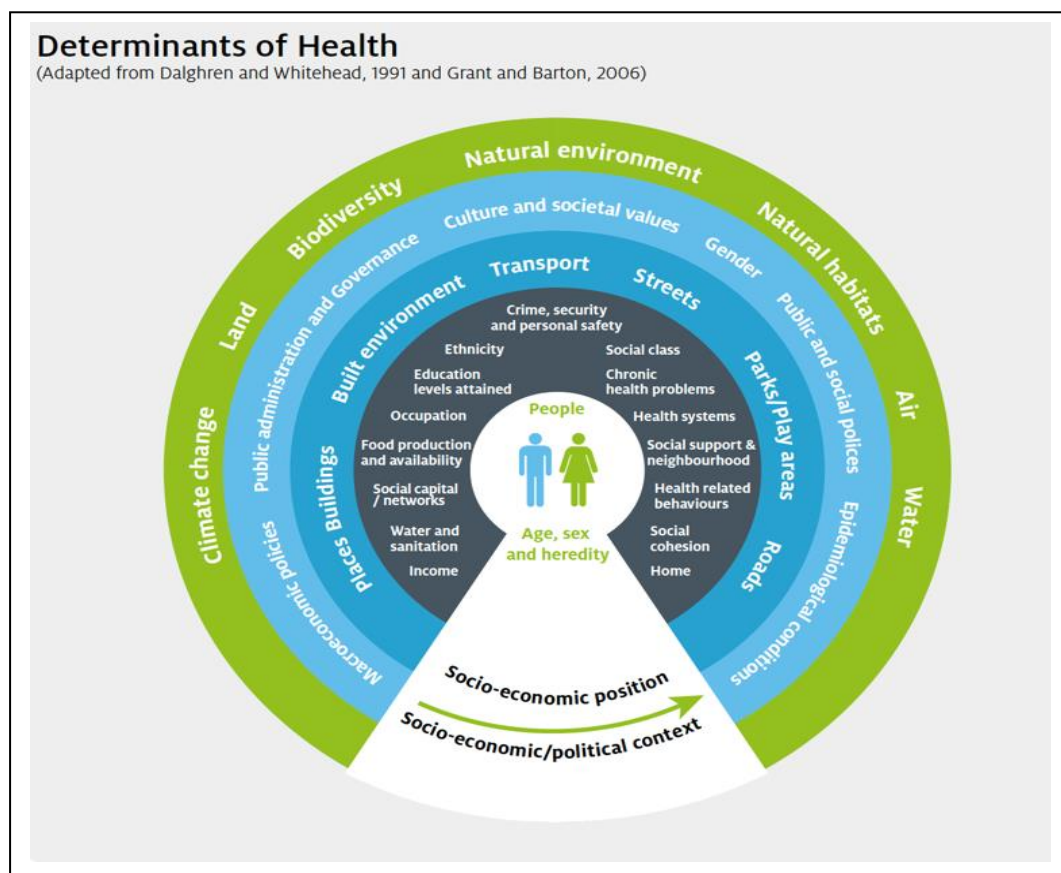 Determinants of Health
(Adapted from Dalghren and Whitehead, 1991 and Grant and Barton, 2006)
Natural environment
Biodiversity
Natural habitats
Land
Air
Climate change
Water
Culture and societal values
Public administration and Governance
Gender
Public and social polices
Macroeconomic policies
Epidemiological conditions
Transport
Built environment
Streets
Places Buildings
Parks/Play areas
Roads
Crime, security
and personal safety
Ethnicity
Social class
Education
levels attained
Chronic
health problems
Occupation
Health systems
Food production
and availability
Social support &
neighbourhood
Social capital
/ networks
Health related
behaviours
Water and
sanitation
Social
cohesion
Income
Home
People
Age, sex
and heredity
Socio-economic position
Socio-economic/political context